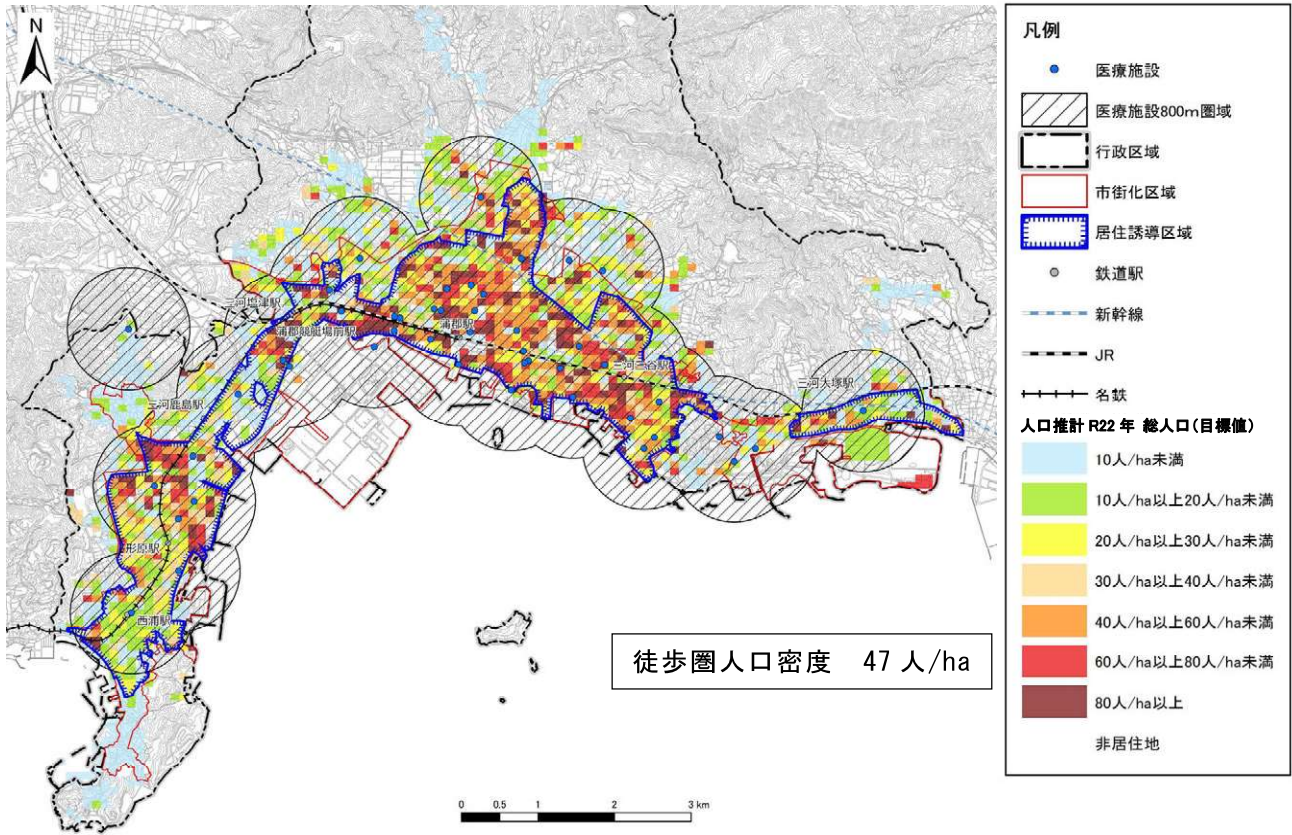 N
三河塩津駅
蒲郡競艇場前駅
蒲郡駅
三河三谷駅
三河大塚駅
三河鹿島駅
形原駅
西浦駅
徒歩圏人口密度 47 人/ha
0 0.5 1 2 3 km
凡例
医療施設
医療施設800m圏域
行政区域
市街化区域
居住誘導区域
鉄道駅
新幹線
JR
名鉄
人口推計 R22 年 総人口(目標値)
10人/ha未満
10人/ha以上20人/ha未満
20人/ha以上30人/ha未満
30人/ha以上40人/ha未満
40人/ha以上60人/ha未満
60人/ha以上80人/ha未満
80人/ha以上
非居住地